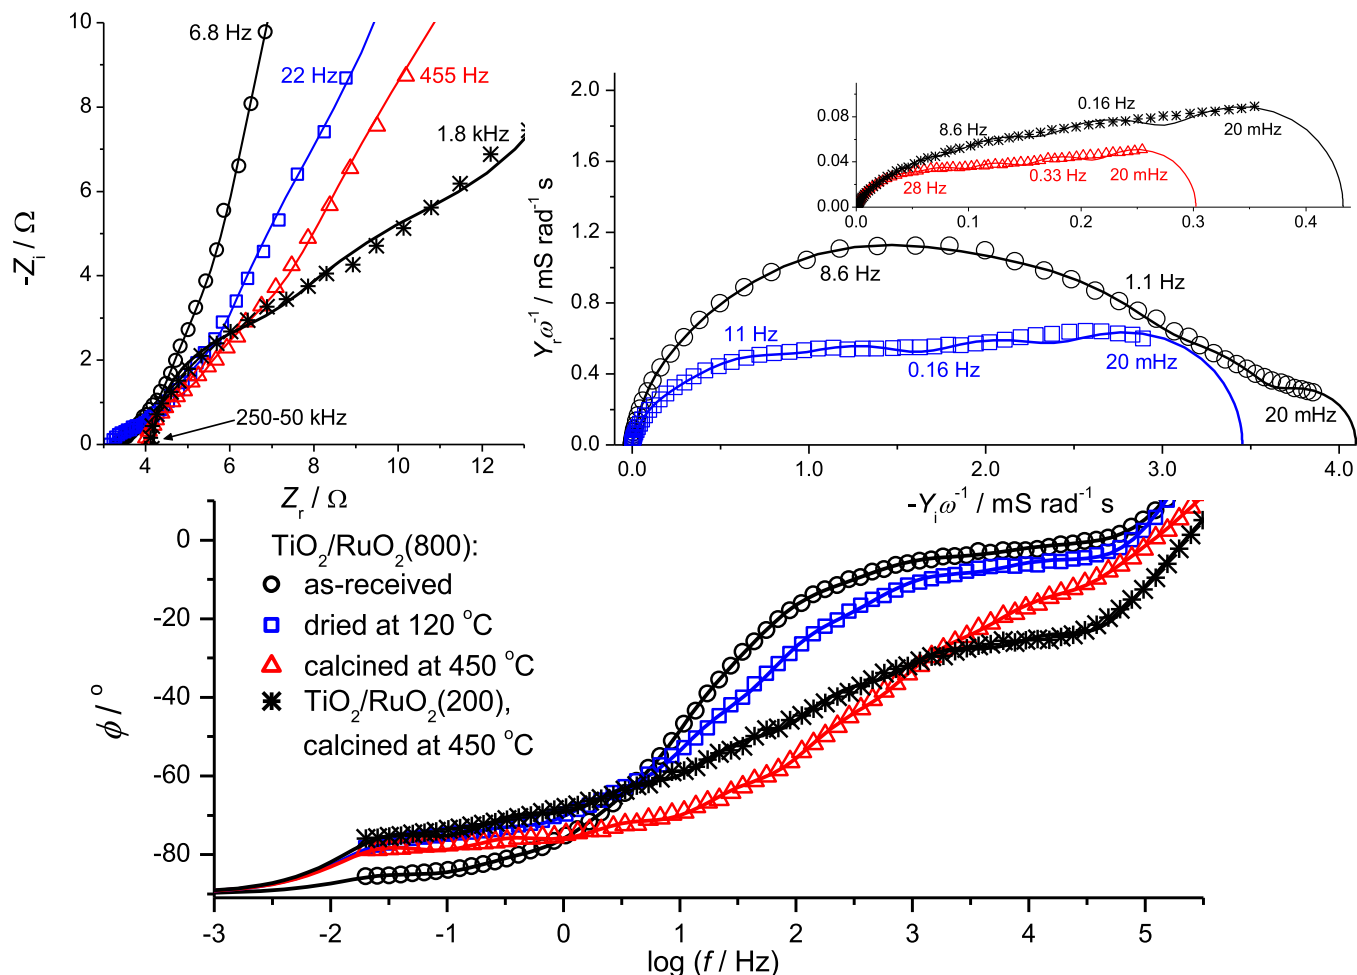 10
8
6
4
2
0
-Z_i / Ω
6.8 Hz
22 Hz
455 Hz
1.8 kHz
250-50 kHz
4 6 8 10 12
Z_r / Ω
2.0
1.6
1.2
0.8
0.4
0.0
Y_r ω^-1 / mS rad^-1 s
8.6 Hz
1.1 Hz
20 mHz
11 Hz
0.16 Hz
20 mHz
0.0 1.0 2.0 3.0 4.0
-Y_i ω^-1 / mS rad^-1 s
0.08
0.04
0.00
0.16 Hz
8.6 Hz
20 mHz
28 Hz
0.33 Hz
20 mHz
0.0 0.1 0.2 0.3 0.4
0
-20
-40
-60
-80
ϕ /°
TiO₂/RuO₂(800):
as-received
dried at 120 °C
calcined at 450 °C
TiO₂/RuO₂(200),
calcined at 450 °C
-3 -2 -1 0 1 2 3 4 5
log (f / Hz)